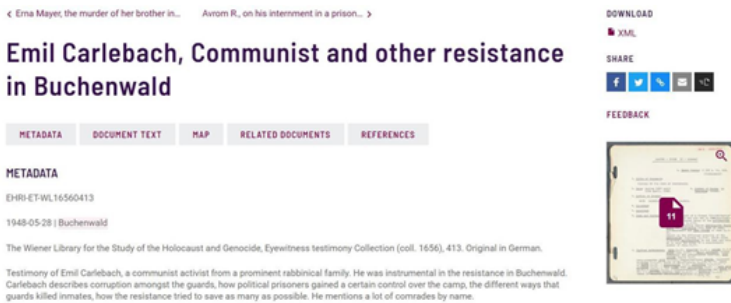 Erna Mayer, the murder of her brother in...
Avrom R., on his internment in a prison...
Emil Carlebach, Communist and other resistance
in Buchenwald
METADATA
DOCUMENT TEXT
MAP
RELATED DOCUMENTS
REFERENCES
METADATA
EHRI-ET-WL16560413
1948-05-28 | Buchenwald
The Wiener Library for the Study of the Holocaust and Genocide, Eyewitness testimony Collection (coll. 1656), 413. Original in German.
Testimony of Emil Carlebach, a communist activist from a prominent rabbinical family. He was instrumental in the resistance in Buchenwald.
Carlebach describes corruption amongst the guards, how political prisoners gained a certain control over the camp, the different ways that
guards killed inmates, how the resistance tried to save as many as possible. He mentions a lot of comrades by name.
DOWNLOAD
XML
SHARE
FEEDBACK
11